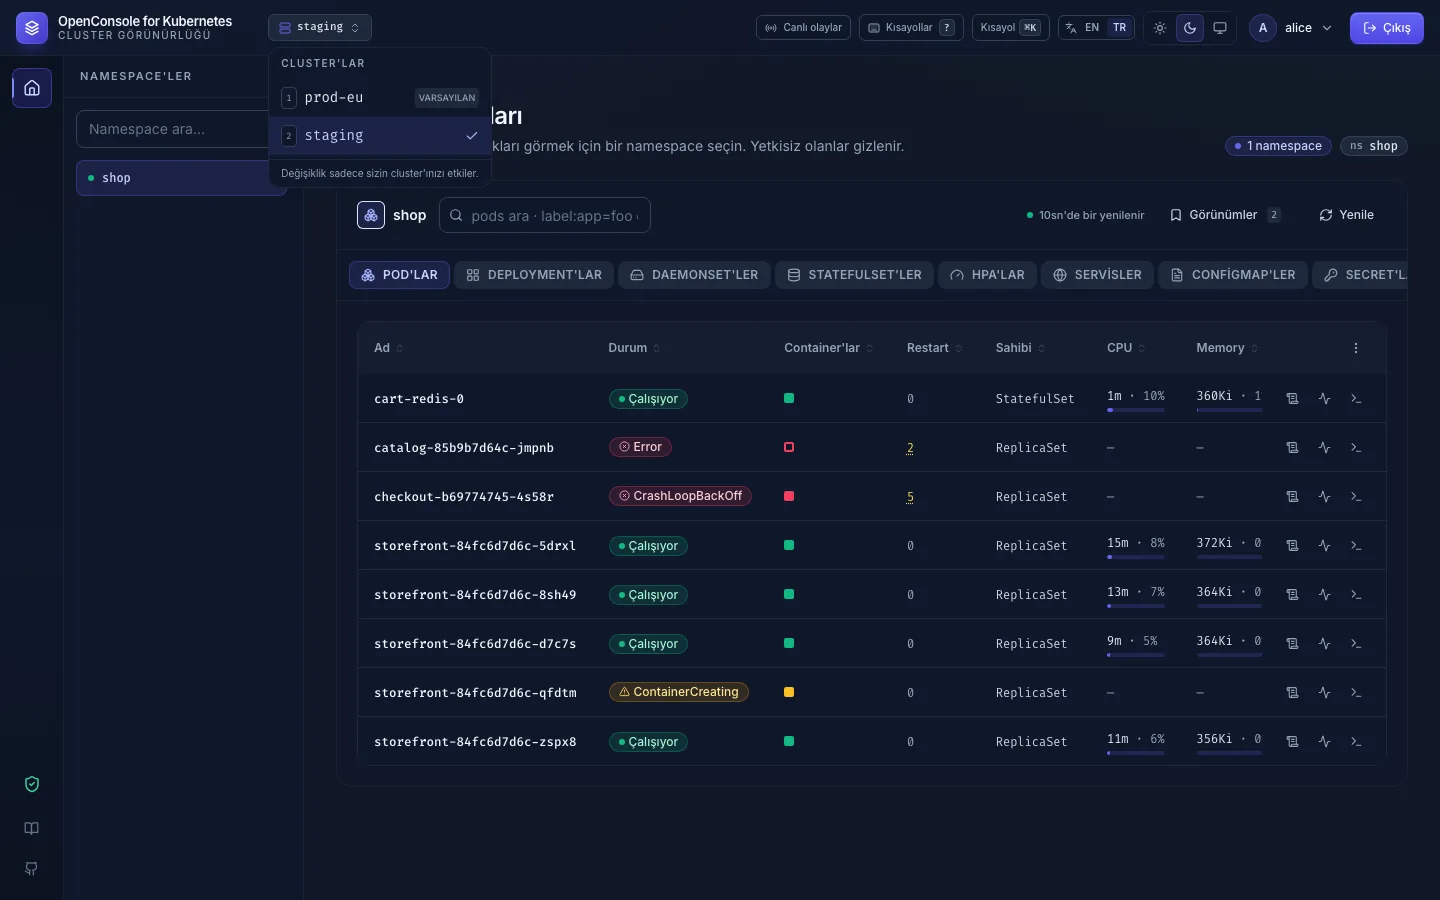 OpenConsole for Kubernetes
CLUSTER GÖRÜNÜRLÜĞÜ
staging
Canlı olaylar
Kısayollar ?
Kısayol ⌘K
EN TR
A alice
Çıkış
NAMESPACE'LER
Namespace ara...
shop
CLUSTER'LAR
1 prod-eu VARSAYILAN
2 staging
Değişiklik sadece sizin cluster'ınızı etkiler.
ları
kları görmek için bir namespace seçin. Yetkisiz olanlar gizlenir.
1 namespace
ns shop
shop
pods ara · label:app=foo
10sn'de bir yenilenir
Görünümler 2
Yenile
POD'LAR DEPLOYMENT'LAR DAEMONSET'LER STATEFULSET'LER HPA'LAR SERVİSLER CONFİGMAP'LER SECRET'L
Ad Durum Container'lar Restart Sahibi CPU Memory
cart-redis-0 Çalışıyor 0 StatefulSet 1m · 10% 360Ki · 1
catalog-85b9b7d64c-jmpnb Error 2 ReplicaSet — —
checkout-b69774745-4s58r CrashLoopBackOff 5 ReplicaSet — —
storefront-84fc6d7d6c-5drxl Çalışıyor 0 ReplicaSet 15m · 8% 372Ki · 0
storefront-84fc6d7d6c-8sh49 Çalışıyor 0 ReplicaSet 13m · 7% 364Ki · 0
storefront-84fc6d7d6c-d7c7s Çalışıyor 0 ReplicaSet 9m · 5% 364Ki · 0
storefront-84fc6d7d6c-qfdtm ContainerCreating 0 ReplicaSet — —
storefront-84fc6d7d6c-zspx8 Çalışıyor 0 ReplicaSet 11m · 6% 356Ki · 0